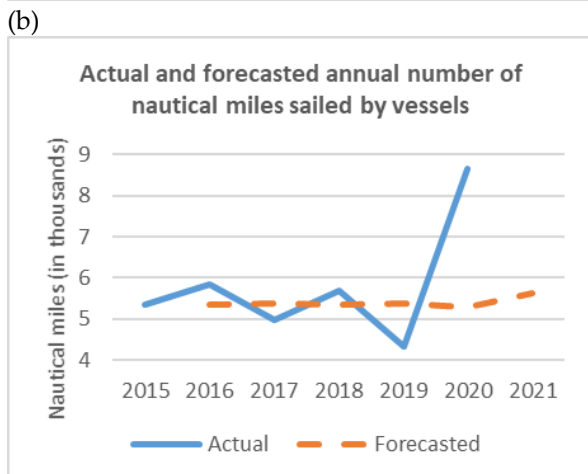 (b)
Actual and forecasted annual number of
nautical miles sailed by vessels
Nautical miles (in thousands)
9
8
7
6
5
4
2015 2016 2017 2018 2019 2020 2021
Actual Forecasted